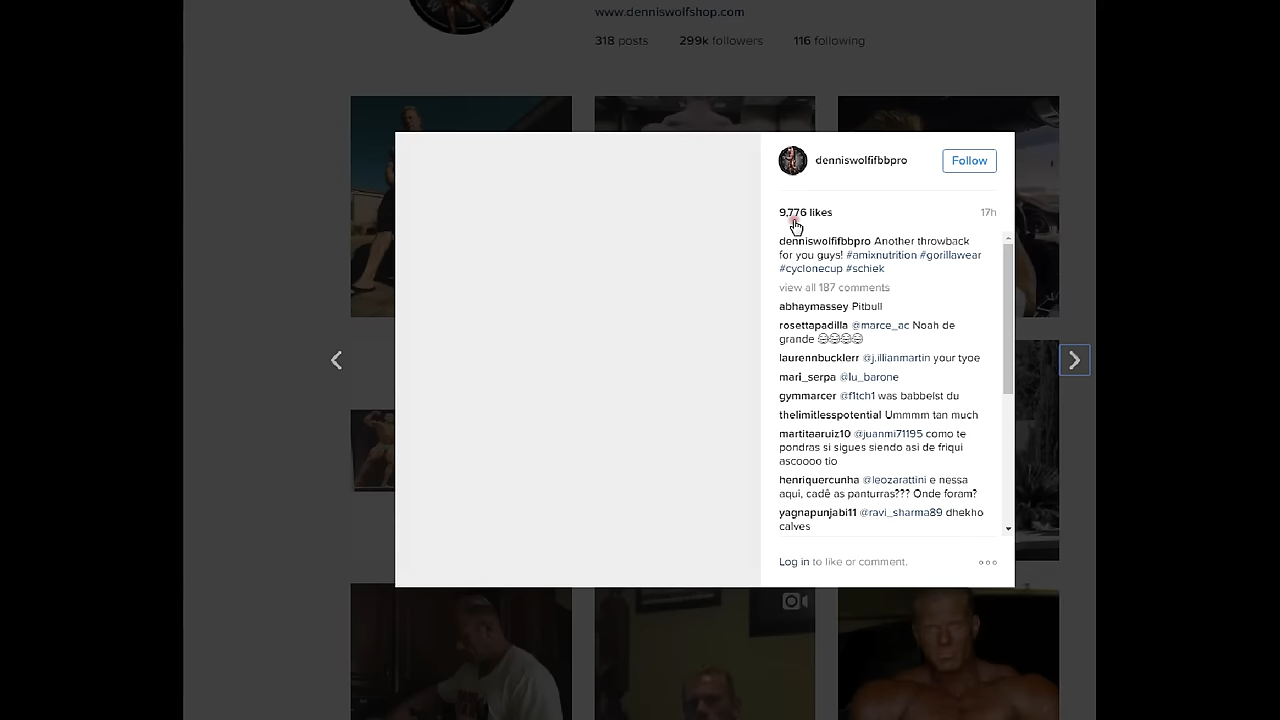 www.denniswolfshop.com
318 posts 299k followers 116 following
denniswolfifbbpro Follow
9,776 likes 17h
denniswolfifbbpro Another throwback
for you guys! #amixnutrition #gorillawear
#cyclonecup #schiek
view all 187 comments
abhaymassey Pitbull
rosettapadilla @marce_ac Noah de
grande 😂😂😂😂
laurennbucklerr @j.illianmartin your tyoe
mari_serpa @lu_barone
gymmarcer @f1tch1 was babbelst du
thelimitlesspotential Ummmm tan much
martitaaruiz10 @juanmi71195 como te
pondras si sigues siendo asi de friqui
ascoooo tio
henriquercunha @leozarattini e nessa
aqui, cadê as panturras??? Onde foram?
yagnapunjabi11 @ravi_sharma89 dhekho
calves
Log in to like or comment.